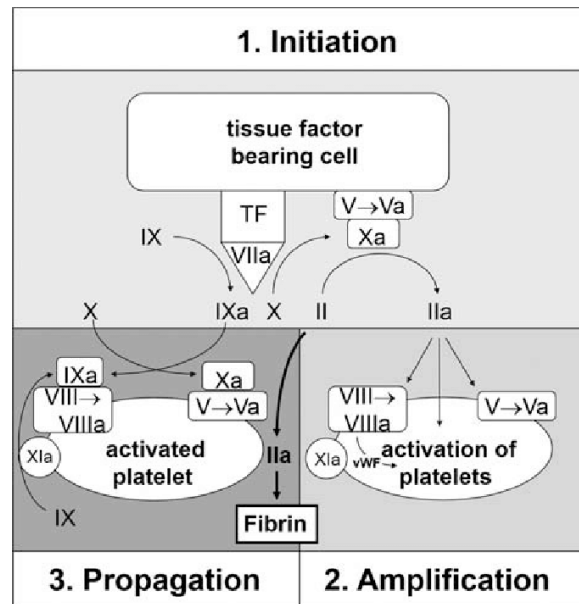 1. Initiation
tissue factor
bearing cell
TF
VIIa
V→Va
Xa
IX
IXa
X
II
IIa
X
IXa
Xa
VIII→
VIIIa
V→Va
XIa
activated
platelet
IX
IIa
Fibrin
VIII→
VIIIa
V→Va
XIa
vWF
activation of
platelets
3. Propagation
2. Amplification